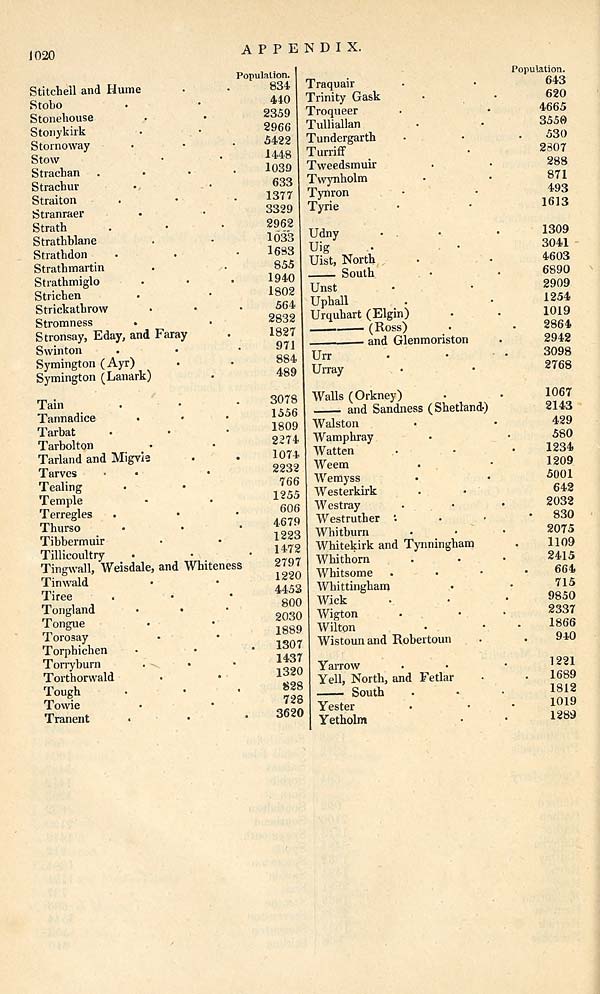 1020
APPENDIX.
Population.
Stitchell and Hume 834
Stobo 440
Stonehouse 2359
Stonykirk 2966
Stornoway 5422
Stow 1448
Strachan 1039
Strachur 633
Straiton 1377
Stranraer 3329
Strath 2962
Strathblane 1033
Strathdon 1683
Strathmartin 855
Strathmiglo 1940
Strichen 1802
Strickathrow 564
Stromness 2832
Stronsay, Eday, and Faray 1827
Swinton 971
Symington (Ayr) 884
Symington (Lanark) 489
Tain 3078
Tannadice 1556
Tarbat 1809
Tarbolton 2274
Tarland and Migvie 1074
Tarves 2232
Tealing 766
Temple 1255
Terregles 606
Thurso 4679
Tibbermuir 1223
Tillicoultry 1472
Tingwall, Weisdale, and Whiteness 2797
Tinwald 1220
Tiree 4453
Tongland 800
Tongue 2030
Torosay 1889
Torphichen 1307
Torryburn 1437
Torthorwald 1320
Tough 828
Towie 728
Tranent 3620
Population.
Traquair 643
Trinity Gask 620
Troqueer 4665
Tulliallan 3550
Tundergarth 530
Turriff 2807
Tweedsmuir 288
Twynholm 871
Tynron 493
Tyrie 1613
Udny 1309
Uig 3041
Uist, North 4603
—— South 6890
Unst 2909
Uphall 1254
Urquhart (Elgin) 1019
———— (Ross) 2864
———— and Glenmoriston 2942
Urr 3098
Urray 2768
Walls (Orkney) 1067
—— and Sandness (Shetland) 2143
Walston 429
Wamphray 580
Watten 1234
Weem 1209
Wemyss 5001
Westerkirk 642
Westray 2032
Westruther 830
Whitburn 2075
Whitekirk and Tynningham 1109
Whithorn 2415
Whitsome 664
Whittingham 715
Wick 9850
Wigton 2337
Wilton 1866
Wistoun and Robertoun 940
Yarrow 1221
Yell, North, and Fetlar 1689
—— South 1812
Yester 1019
Yetholm 1289